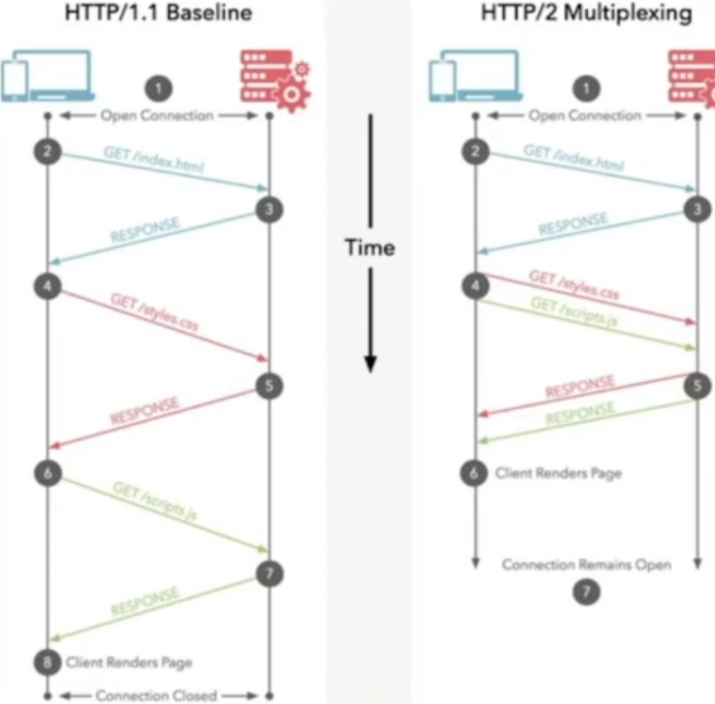 HTTP/1.1 Baseline
1
Open Connection
2
GET /index.html
3
RESPONSE
4
GET /styles.css
5
RESPONSE
6
GET /scripts.js
7
RESPONSE
8 Client Renders Page
Connection Closed
Time
HTTP/2 Multiplexing
1
Open Connection
2
GET /index.html
3
RESPONSE
4
GET /styles.css
GET /scripts.js
5
RESPONSE
RESPONSE
6 Client Renders Page
Connection Remains Open
7